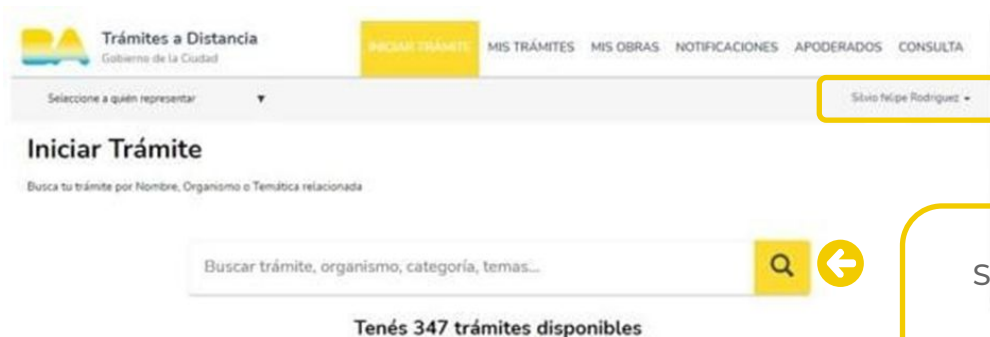 BA Trámites a Distancia
Gobierno de la Ciudad
INICIAR TRÁMITE MIS TRÁMITES MIS OBRAS NOTIFICACIONES APODERADOS CONSULTA
Seleccione a quién representar
Silvio felipe Rodriguez
Iniciar Trámite
Busca tu trámite por Nombre, Organismo o Temática relacionada
Buscar trámite, organismo, categoría, temas...
S
Tenés 347 trámites disponibles